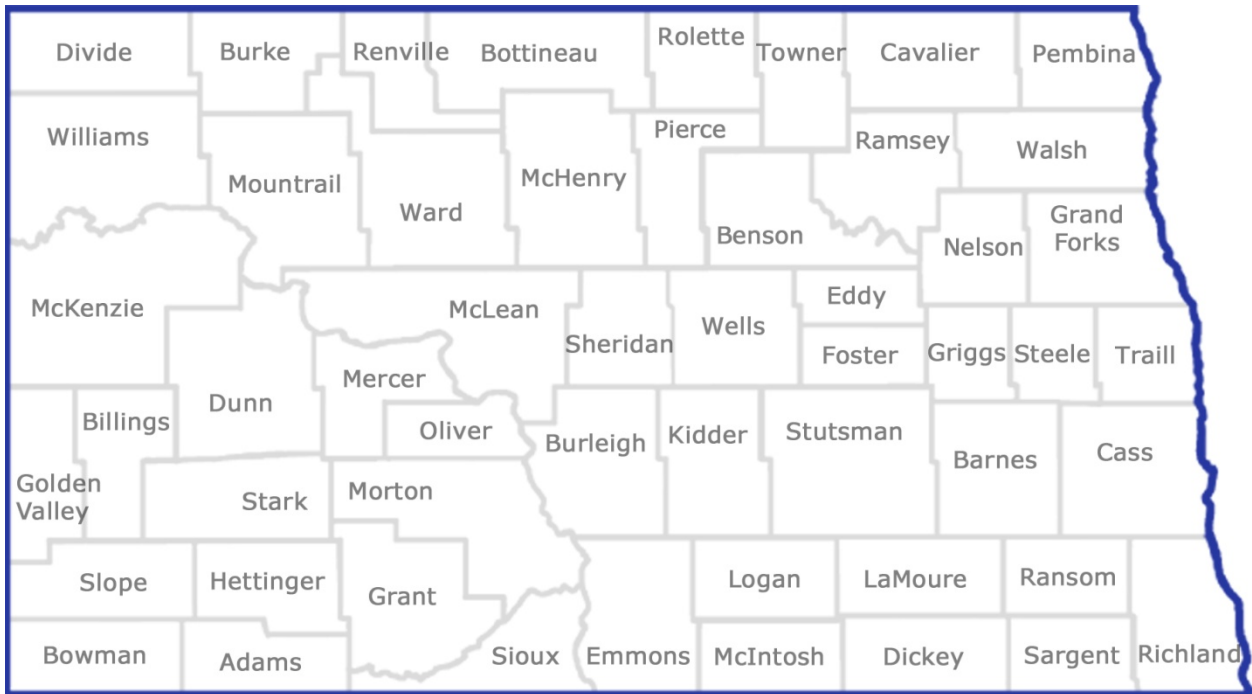 Divide
Burke
Renville
Bottineau
Rolette
Towner
Cavalier
Pembina
Williams
Mountrail
Ward
McHenry
Pierce
Benson
Ramsey
Walsh
Nelson
Grand
Forks
McKenzie
Dunn
McLean
Mercer
Oliver
Sheridan
Wells
Eddy
Foster
Griggs
Steele
Traill
Golden
Valley
Billings
Stark
Morton
Burleigh
Kidder
Stutsman
Barnes
Cass
Slope
Hettinger
Grant
Bowman
Adams
Sioux
Emmons
Logan
McIntosh
LaMoure
Dickey
Ransom
Sargent
Richland